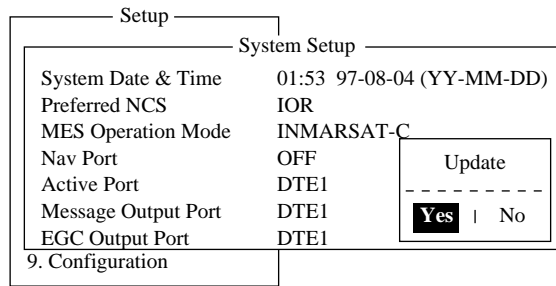 Setup
System Setup
System Date & Time 01:53 97-08-04 (YY-MM-DD)
Preferred NCS IOR
MES Operation Mode INMARSAT-C
Nav Port OFF
Active Port DTE1
Message Output Port DTE1
EGC Output Port DTE1
Update
Yes | No
9. Configuration